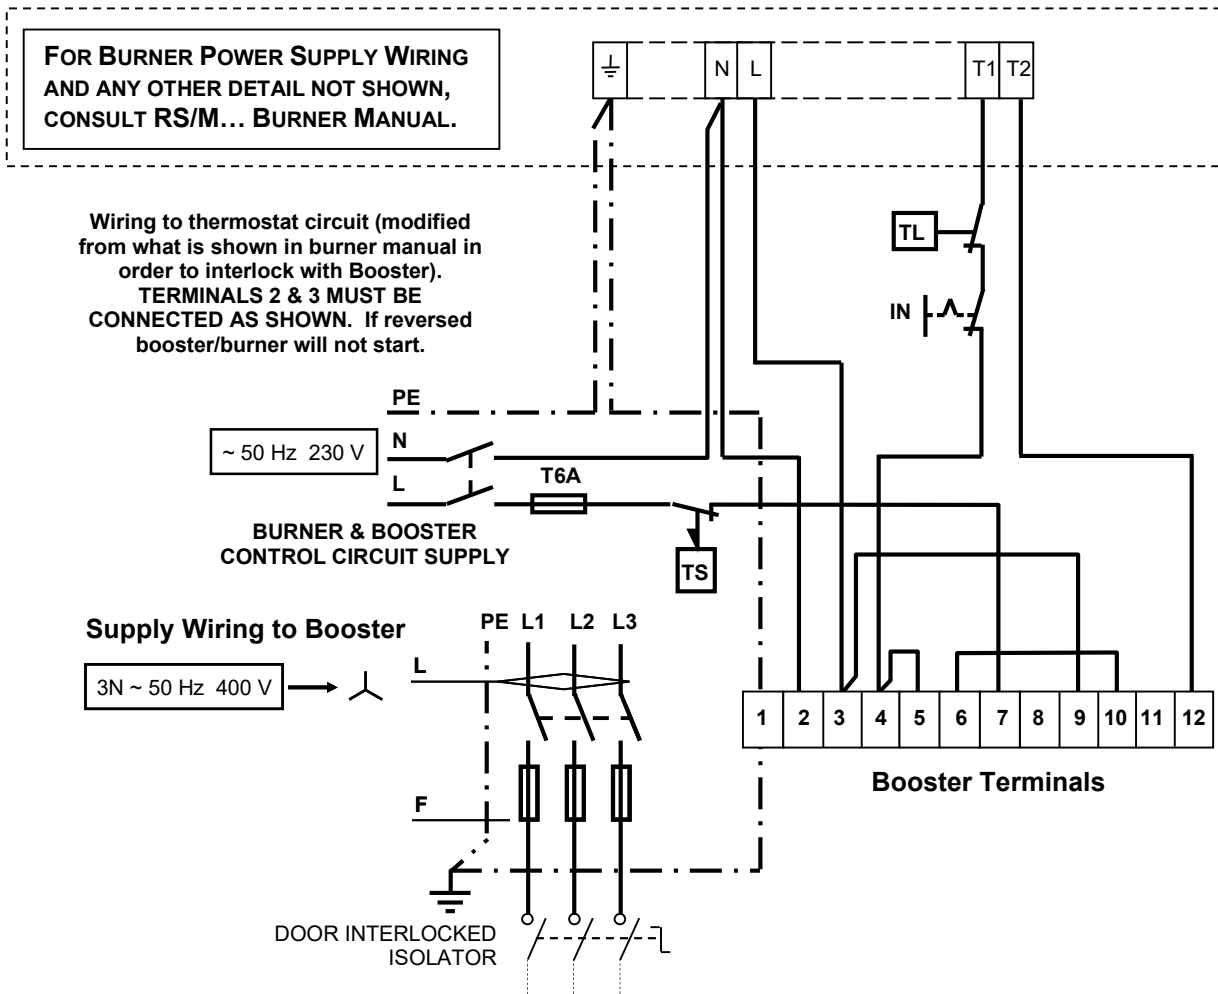 FOR BURNER POWER SUPPLY WIRING
AND ANY OTHER DETAIL NOT SHOWN,
CONSULT RS/M... BURNER MANUAL.
N L T1 T2
Wiring to thermostat circuit (modified
from what is shown in burner manual in
order to interlock with Booster).
TERMINALS 2 & 3 MUST BE
CONNECTED AS SHOWN. If reversed
booster/burner will not start.
TL
IN
PE
~ 50 Hz 230 V
N
L
T6A
BURNER & BOOSTER
CONTROL CIRCUIT SUPPLY
TS
Supply Wiring to Booster
PE L1 L2 L3
3N ~ 50 Hz 400 V
L
1 2 3 4 5 6 7 8 9 10 11 12
Booster Terminals
F
DOOR INTERLOCKED
ISOLATOR